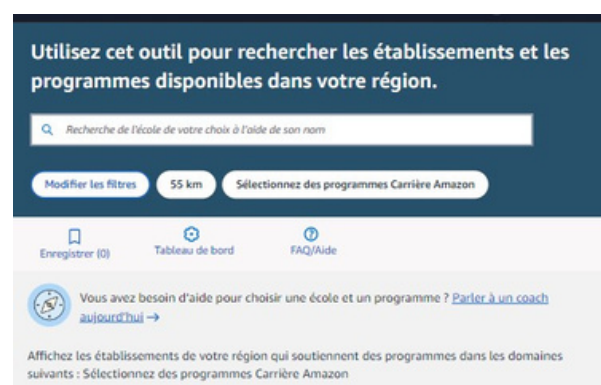 Utilisez cet outil pour rechercher les établissements et les
programmes disponibles dans votre région.
Recherche de l'école de votre choix à l'aide de son nom
Modifier les filtres 55 km Sélectionnez des programmes Carrière Amazon
Enregistrer (0) Tableau de bord FAQ/Aide
Vous avez besoin d'aide pour choisir une école et un programme ? Parler à un coach
aujourd'hui →
Affichez les établissements de votre région qui soutiennent des programmes dans les domaines
suivants : Sélectionnez des programmes Carrière Amazon